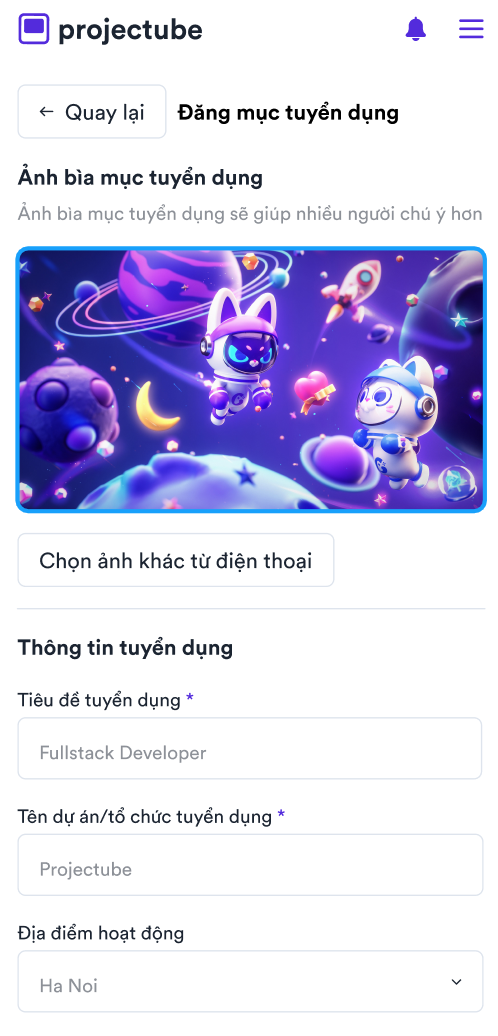 projectube
← Quay lại
Đăng mục tuyển dụng
Ảnh bìa mục tuyển dụng
Ảnh bìa mục tuyển dụng sẽ giúp nhiều người chú ý hơn
Chọn ảnh khác từ điện thoại
Thông tin tuyển dụng
Tiêu đề tuyển dụng *
Fullstack Developer
Tên dự án/tổ chức tuyển dụng *
Projectube
Địa điểm hoạt động
Ha Noi